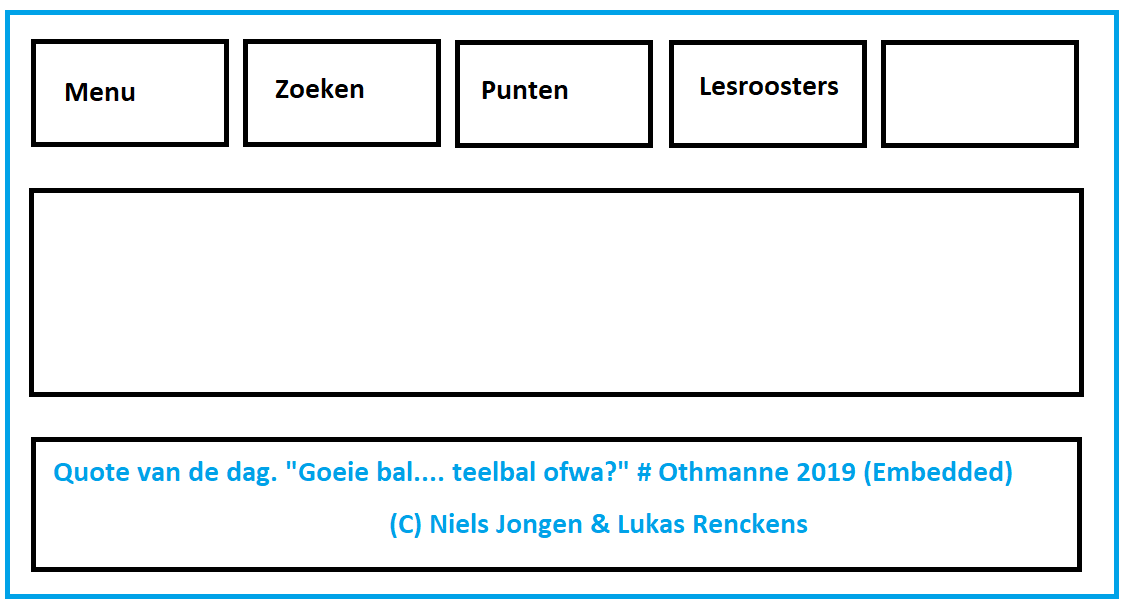 Menu
Zoeken
Punten
Lesroosters
Quote van de dag. "Goeie bal.... teelbal ofwa?" # Othmanne 2019 (Embedded)
(C) Niels Jongen & Lukas Renckens